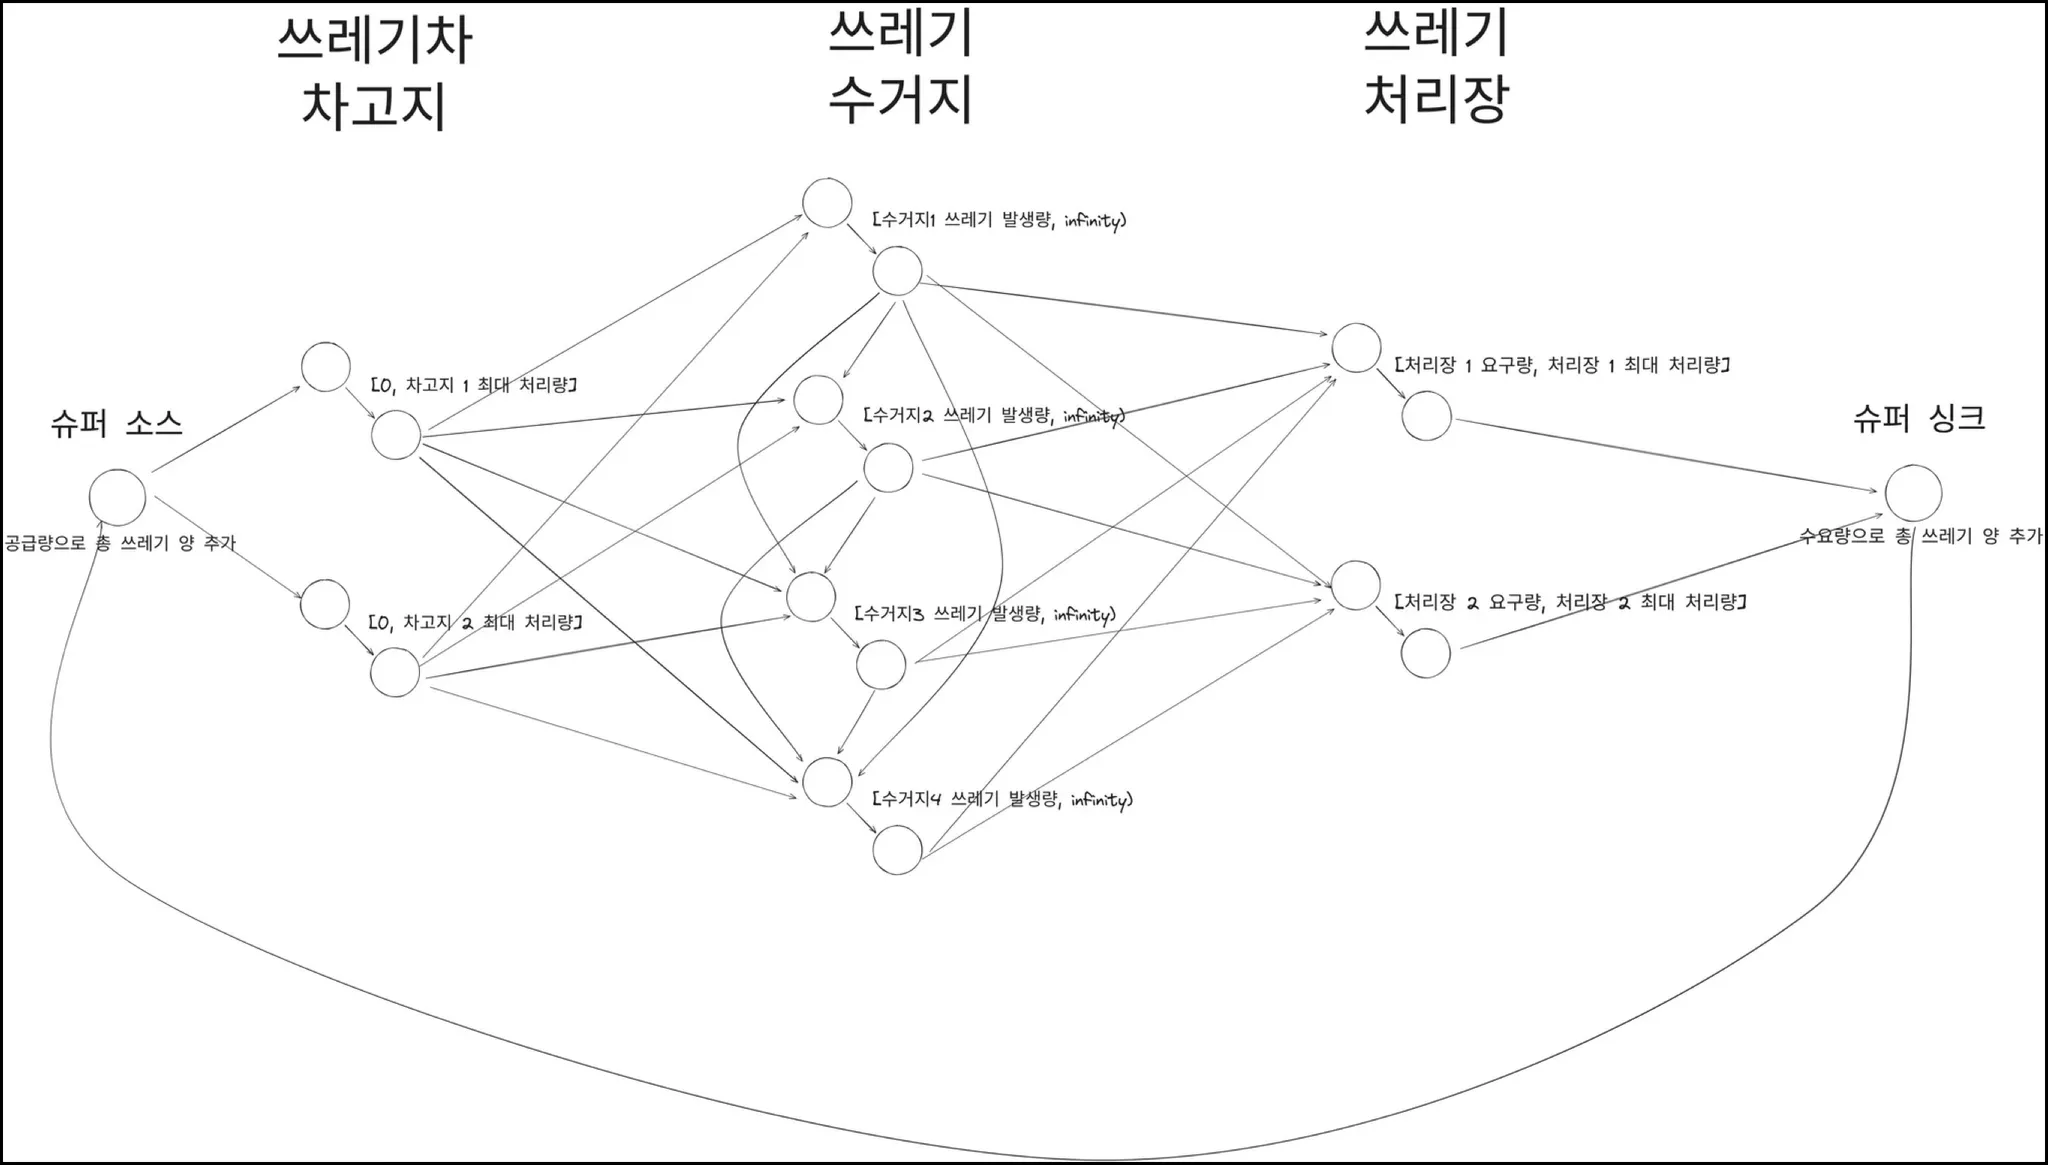 쓰레기차
차고지
쓰레기
수거지
쓰레기
처리장
[수거지1 쓰레기 발생량, infinity)
[처리장 1 요구량, 처리장 1 최대 처리량]
[0, 차고지 1 최대 처리량]
슈퍼 소스
[수거지2 쓰레기 발생량, infinity)
슈퍼 싱크
공급량으로 총 쓰레기 양 추가
수요량으로 총 쓰레기 양 추가
[0, 차고지 2 최대 처리량]
[수거지3 쓰레기 발생량, infinity)
[처리장 2 요구량, 처리장 2 최대 처리량]
[수거지4 쓰레기 발생량, infinity)